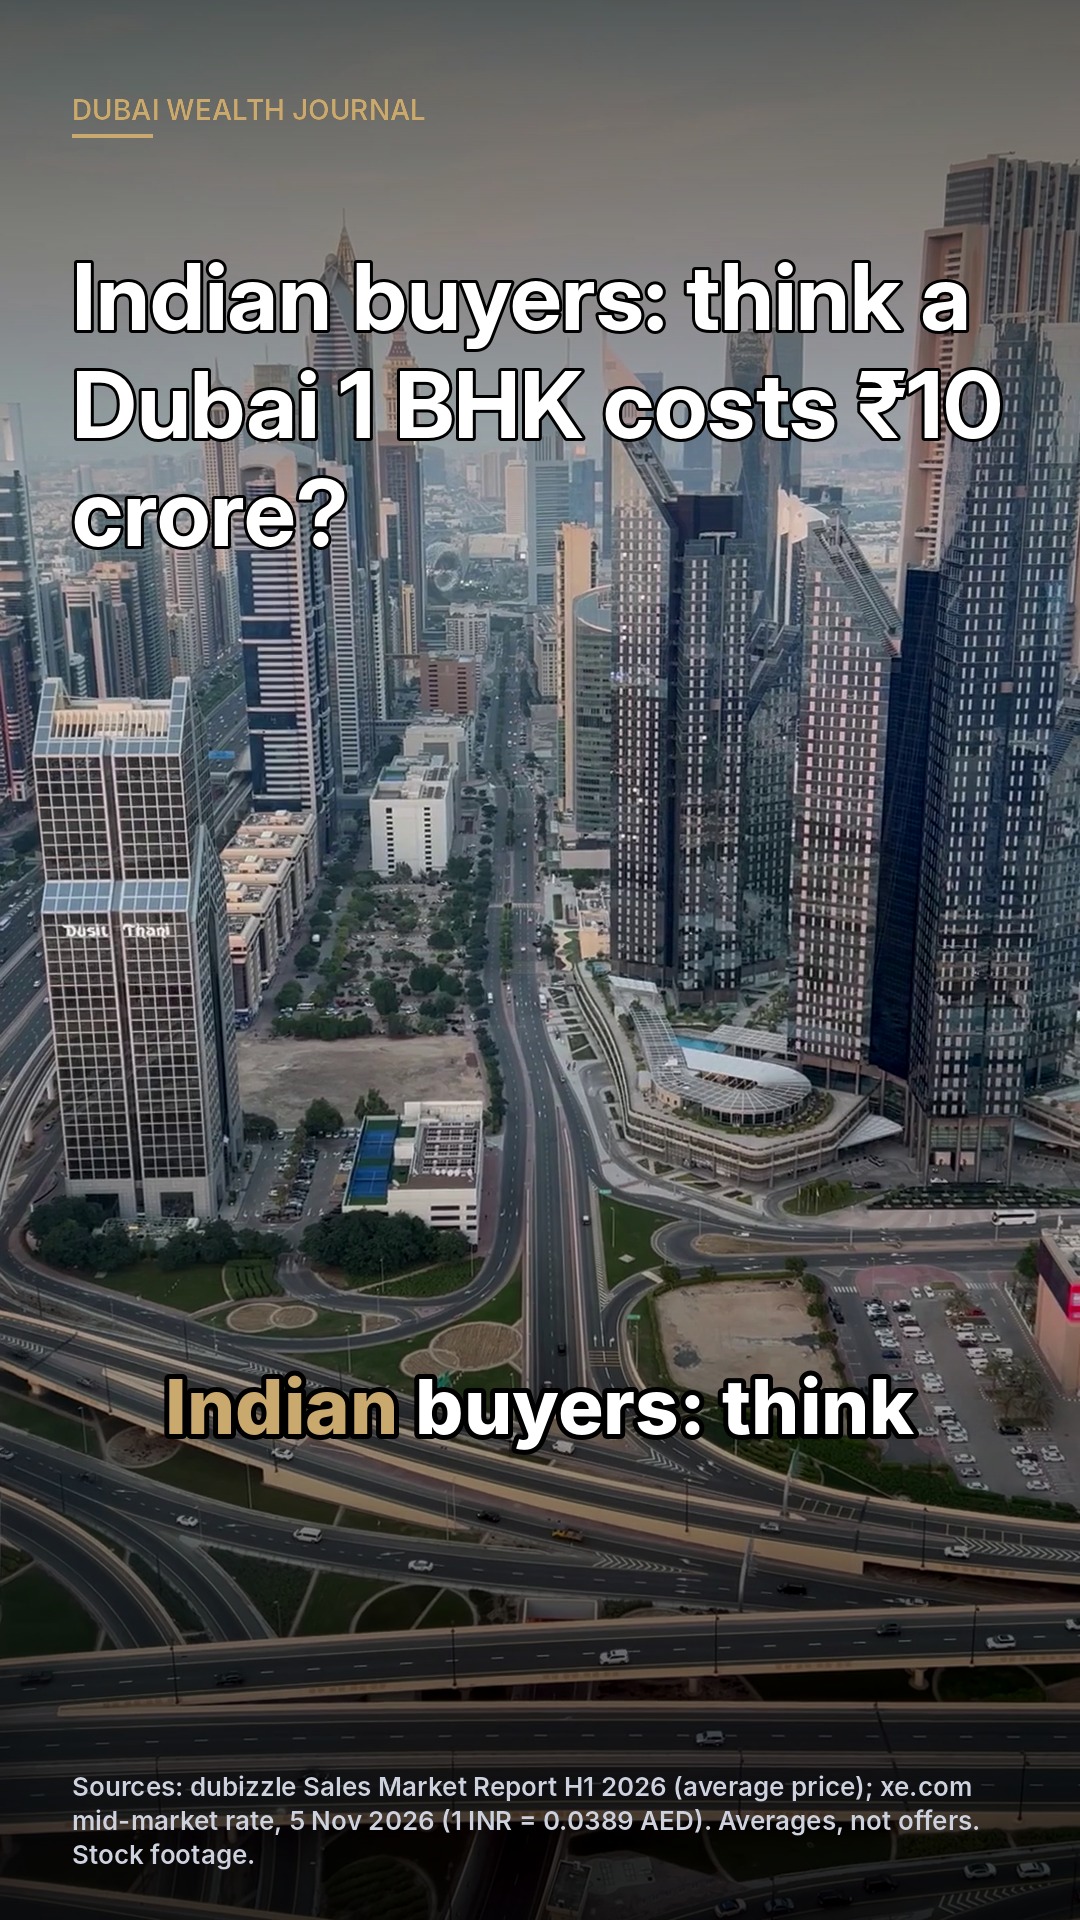 DUBAI WEALTH JOURNAL
Indian buyers: think a
Dubai 1 BHK costs ₹10
crore?
Dusit Thani
Indian buyers: think
Sources: dubizzle Sales Market Report H1 2026 (average price); xe.com
mid-market rate, 5 Nov 2026 (1 INR = 0.0389 AED). Averages, not offers.
Stock footage.